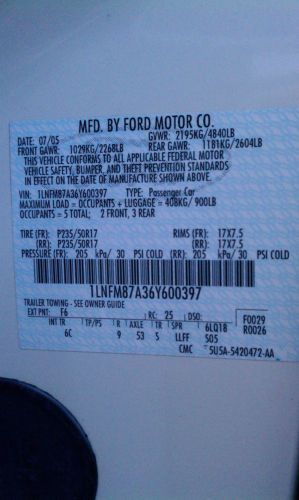 MFD. BY FORD MOTOR CO.
DATE: 07/05 GVWR: 2195KG/4840LB
FRONT GAWR: 1029KG/2268LB REAR GAWR: 1181KG/2604LB
THIS VEHICLE CONFORMS TO ALL APPLICABLE FEDERAL MOTOR
VEHICLE SAFETY, BUMPER, AND THEFT PREVENTION STANDARDS
IN EFFECT ON THE DATE OF MANUFACTURE SHOWN ABOVE.
VIN: 1LNFM87A36Y600397 TYPE: Passenger Car
MAXIMUM LOAD = OCCUPANTS + LUGGAGE = 408KG/ 900LB
OCCUPANTS = 5 TOTAL; 2 FRONT, 3 REAR
TIRE (FR): P235/50R17 RIMS (FR): 17X7.5
(RR): P235/50R17 (RR): 17X7.5
PRESSURE (FR): 205 kPa/ 30 PSI COLD (RR): 205 kPa/ 30 PSI COLD
1LNFM87A36Y600397
TRAILER TOWING - SEE OWNER GUIDE
EXT PNT: F6 RC: 25 DSO: F0029
INT TR TP/PS R AXLE TR SPR 6LQ18 R0026
6C 9 53 5 LLFF S05
CMC 5U5A-5420472-AA